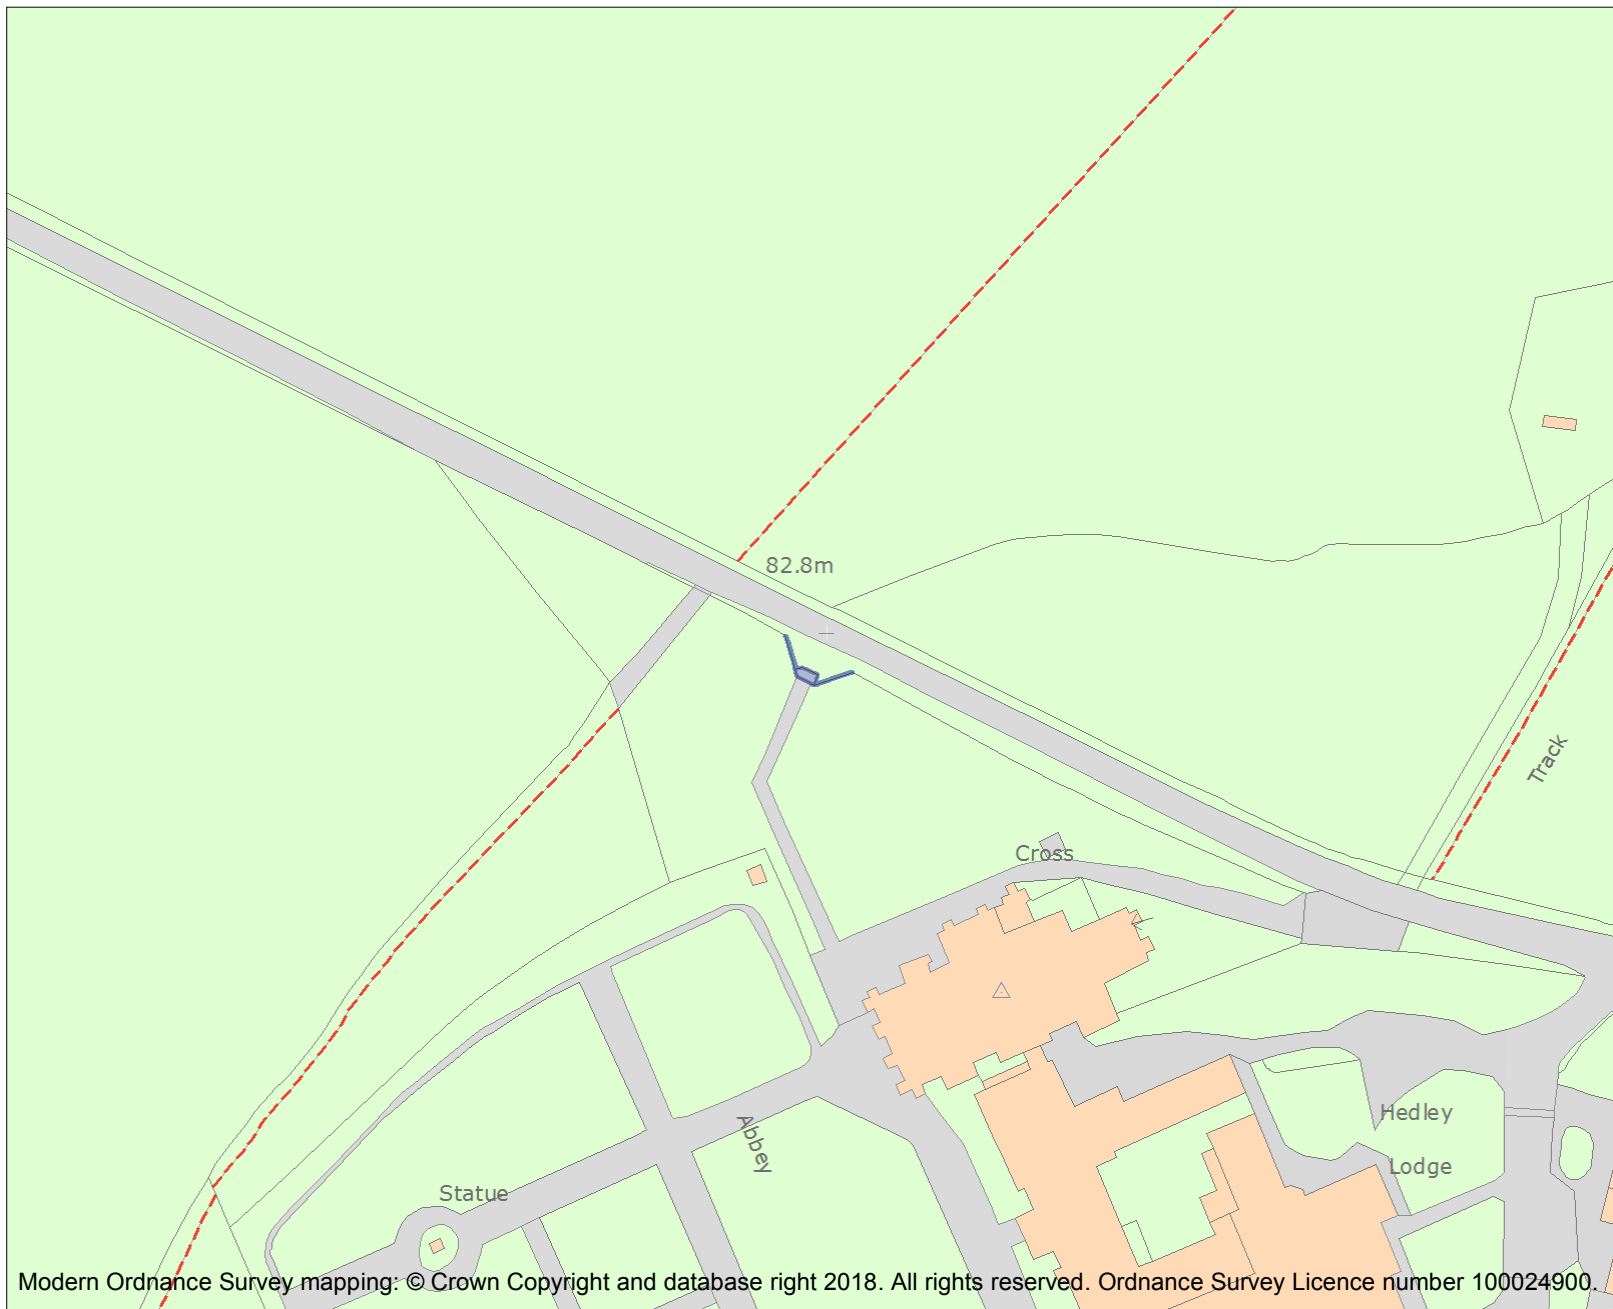 82.8m
Track
Cross
Abbey
Hedley
Lodge
Statue
Modern Ordnance Survey mapping: © Crown Copyright and database right 2018. All rights reserved. Ordnance Survey Licence number 100024900.